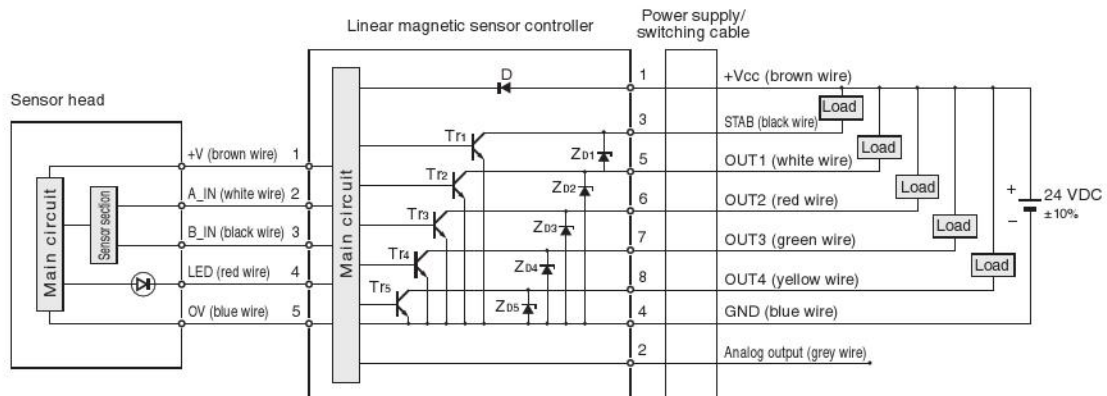 Linear magnetic sensor controller
Power supply/
switching cable
Sensor head
Main circuit
Sensor section
+V (brown wire) 1
A_IN (white wire) 2
B_IN (black wire) 3
LED (red wire) 4
OV (blue wire) 5
Main circuit
D
Tr1
Tr2
Tr3
Tr4
Tr5
ZD1
ZD2
ZD3
ZD4
ZD5
1 +Vcc (brown wire)
3 STAB (black wire)
5 OUT1 (white wire)
6 OUT2 (red wire)
7 OUT3 (green wire)
8 OUT4 (yellow wire)
4 GND (blue wire)
2 Analog output (grey wire)
Load
Load
Load
Load
Load
+
−
24 VDC
±10%